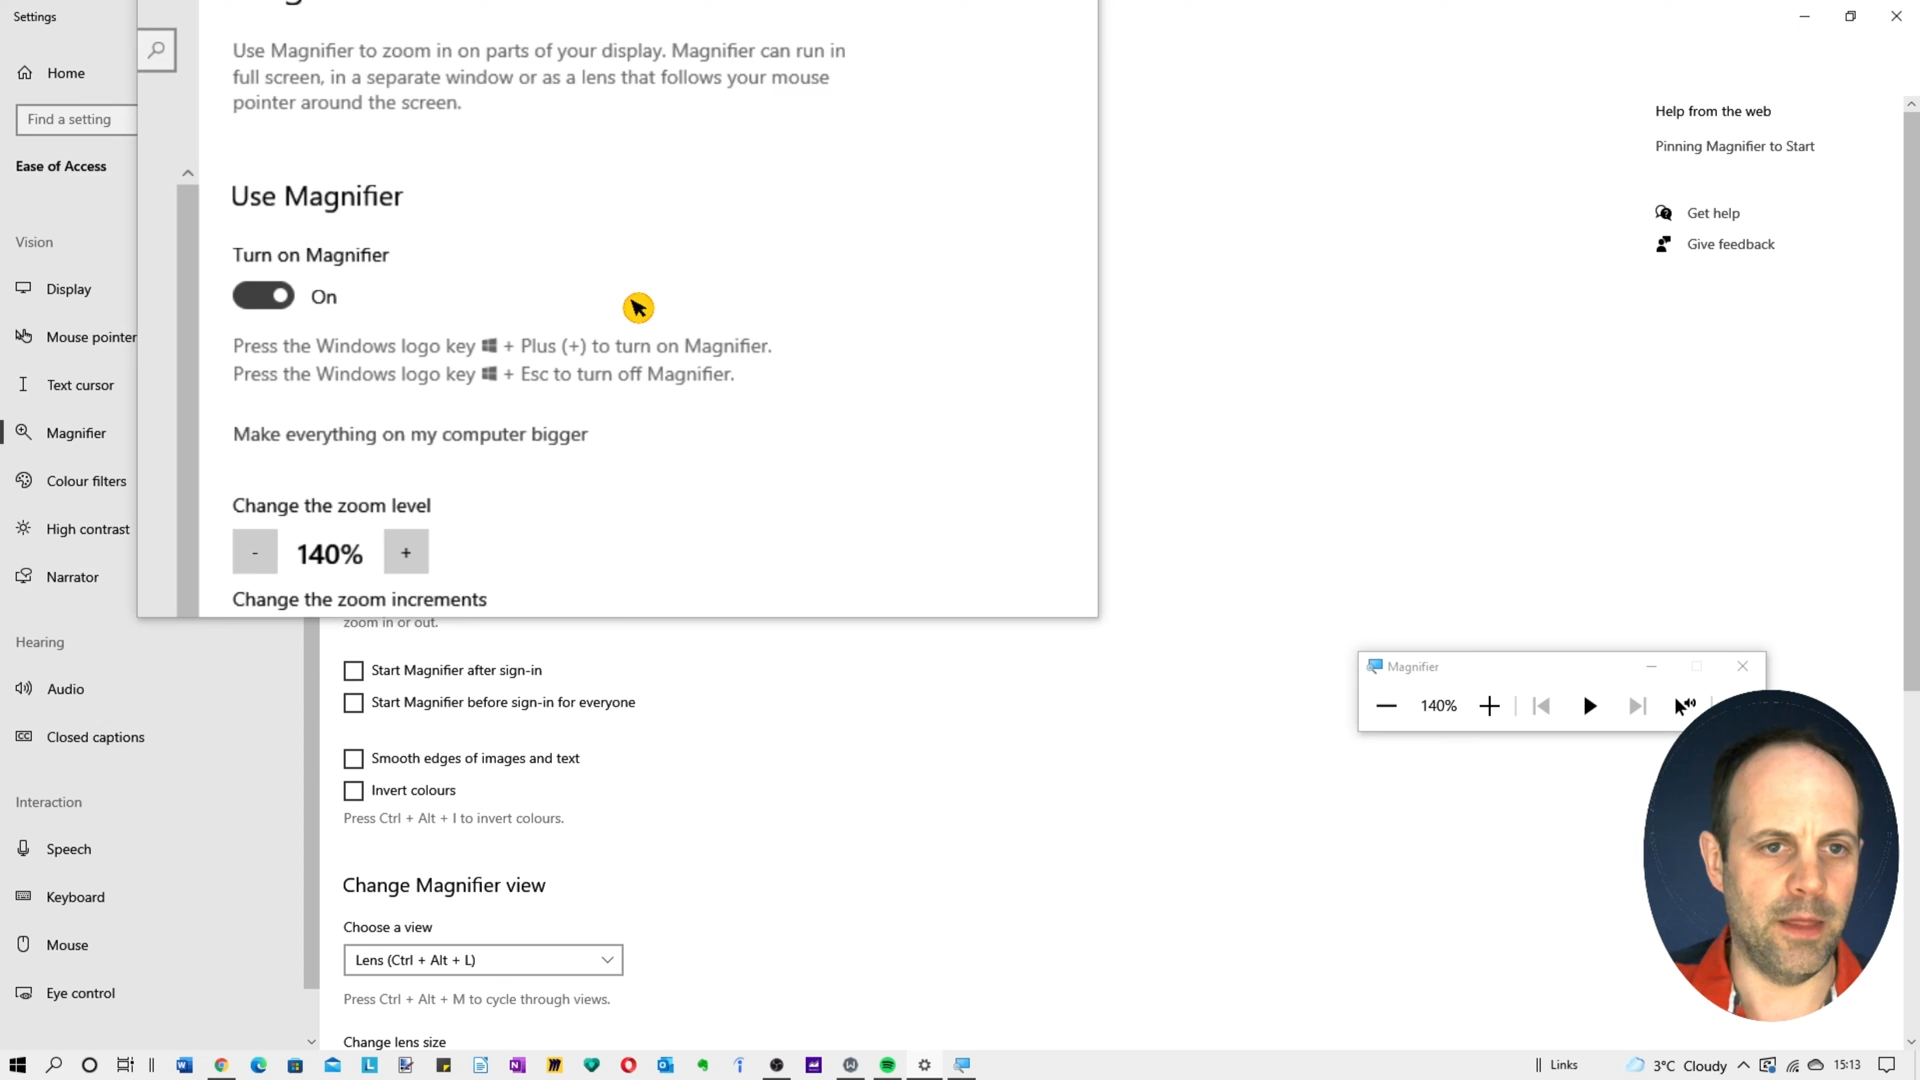 Settings
Home
Find a setting
Ease of Access
Vision
Display
Mouse pointer
Text cursor
Magnifier
Colour filters
High contrast
Narrator
Hearing
Audio
Closed captions
Interaction
Speech
Keyboard
Mouse
Eye control
Use Magnifier to zoom in on parts of your display. Magnifier can run in
full screen, in a separate window or as a lens that follows your mouse
pointer around the screen.
Use Magnifier
Turn on Magnifier
On
Press the Windows logo key + Plus (+) to turn on Magnifier.
Press the Windows logo key + Esc to turn off Magnifier.
Make everything on my computer bigger
Change the zoom level
- 140% +
Change the zoom increments
zoom in or out.
Start Magnifier after sign-in
Start Magnifier before sign-in for everyone
Smooth edges of images and text
Invert colours
Press Ctrl + Alt + I to invert colours.
Change Magnifier view
Choose a view
Lens (Ctrl + Alt + L)
Press Ctrl + Alt + M to cycle through views.
Change lens size
Help from the web
Pinning Magnifier to Start
Get help
Give feedback
Magnifier
140%
Links
3°C Cloudy
15:13